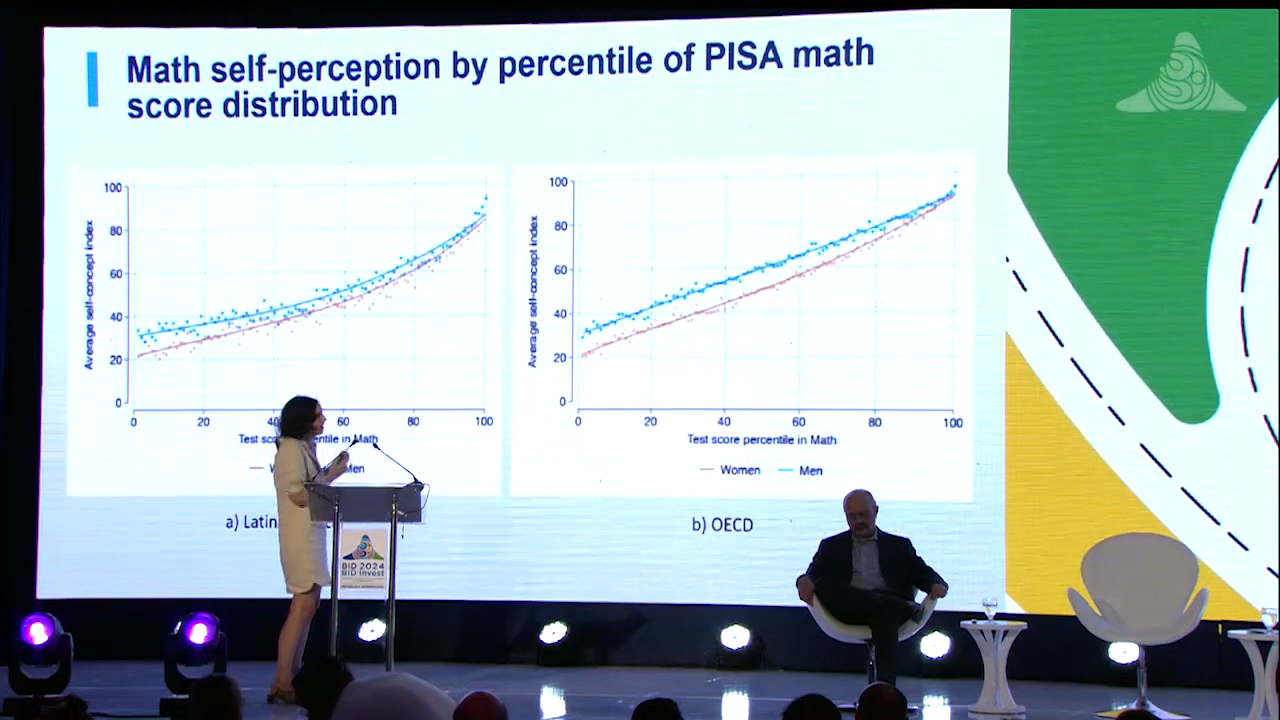 Math self-perception by percentile of PISA math
score distribution
Average self-concept index
100
80
60
40
20
0
0
20
60
80
100
Test score percentile in Math
Men
a) Latin
Average self-concept index
100
80
60
40
20
0
0
20
40
60
80
100
Test score percentile in Math
Women
Men
b) OECD
BID 2024
BID Invest